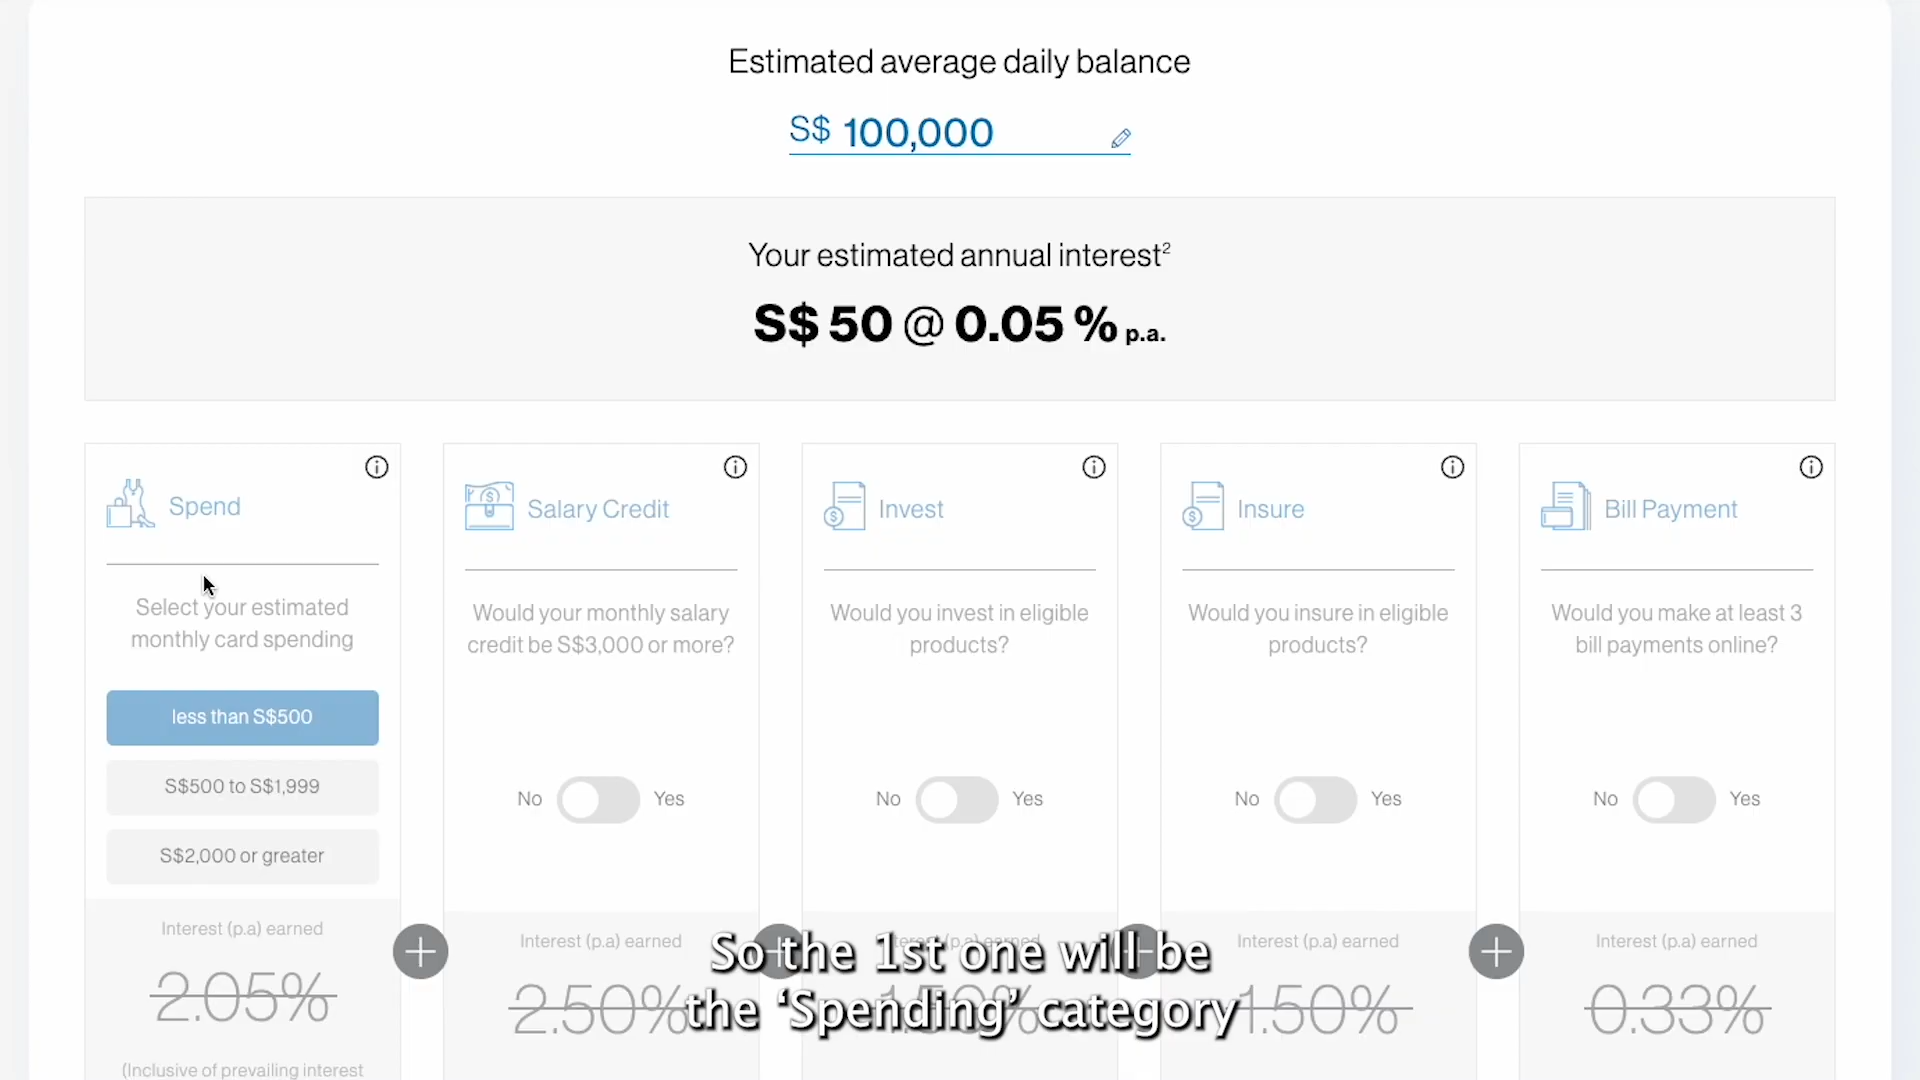 Estimated average daily balance
S$ 100,000
Your estimated annual interest²
S$ 50 @ 0.05 % p.a.
Spend
Select your estimated
monthly card spending
less than S$500
S$500 to S$1,999
S$2,000 or greater
Interest (p.a) earned
2.05%
(Inclusive of prevailing interest
Salary Credit
Would your monthly salary
credit be S$3,000 or more?
No Yes
Interest (p.a) earned
2.50%
Invest
Would you invest in eligible
products?
No Yes
Interest (p.a) earned
Insure
Would you insure in eligible
products?
No Yes
Interest (p.a) earned
1.50%
Bill Payment
Would you make at least 3
bill payments online?
No Yes
Interest (p.a) earned
0.33%
So the 1st one will be
the ‘Spending’ category